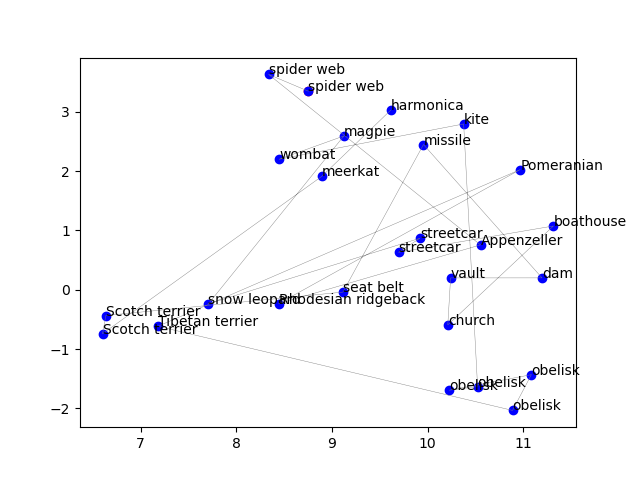 spider web
spider web
harmonica
kite
magpie
missile
wombat
meerkat
Pomeranian
boathouse
streetcar
Appenzeller
streetcar
vault
dam
seat belt
snow leopard
Rhodesian ridgeback
Scotch terrier
Tibetan terrier
church
Scotch terrier
obelisk
obelisk
obelisk
obelisk
3
2
1
0
−1
−2
7
8
9
10
11